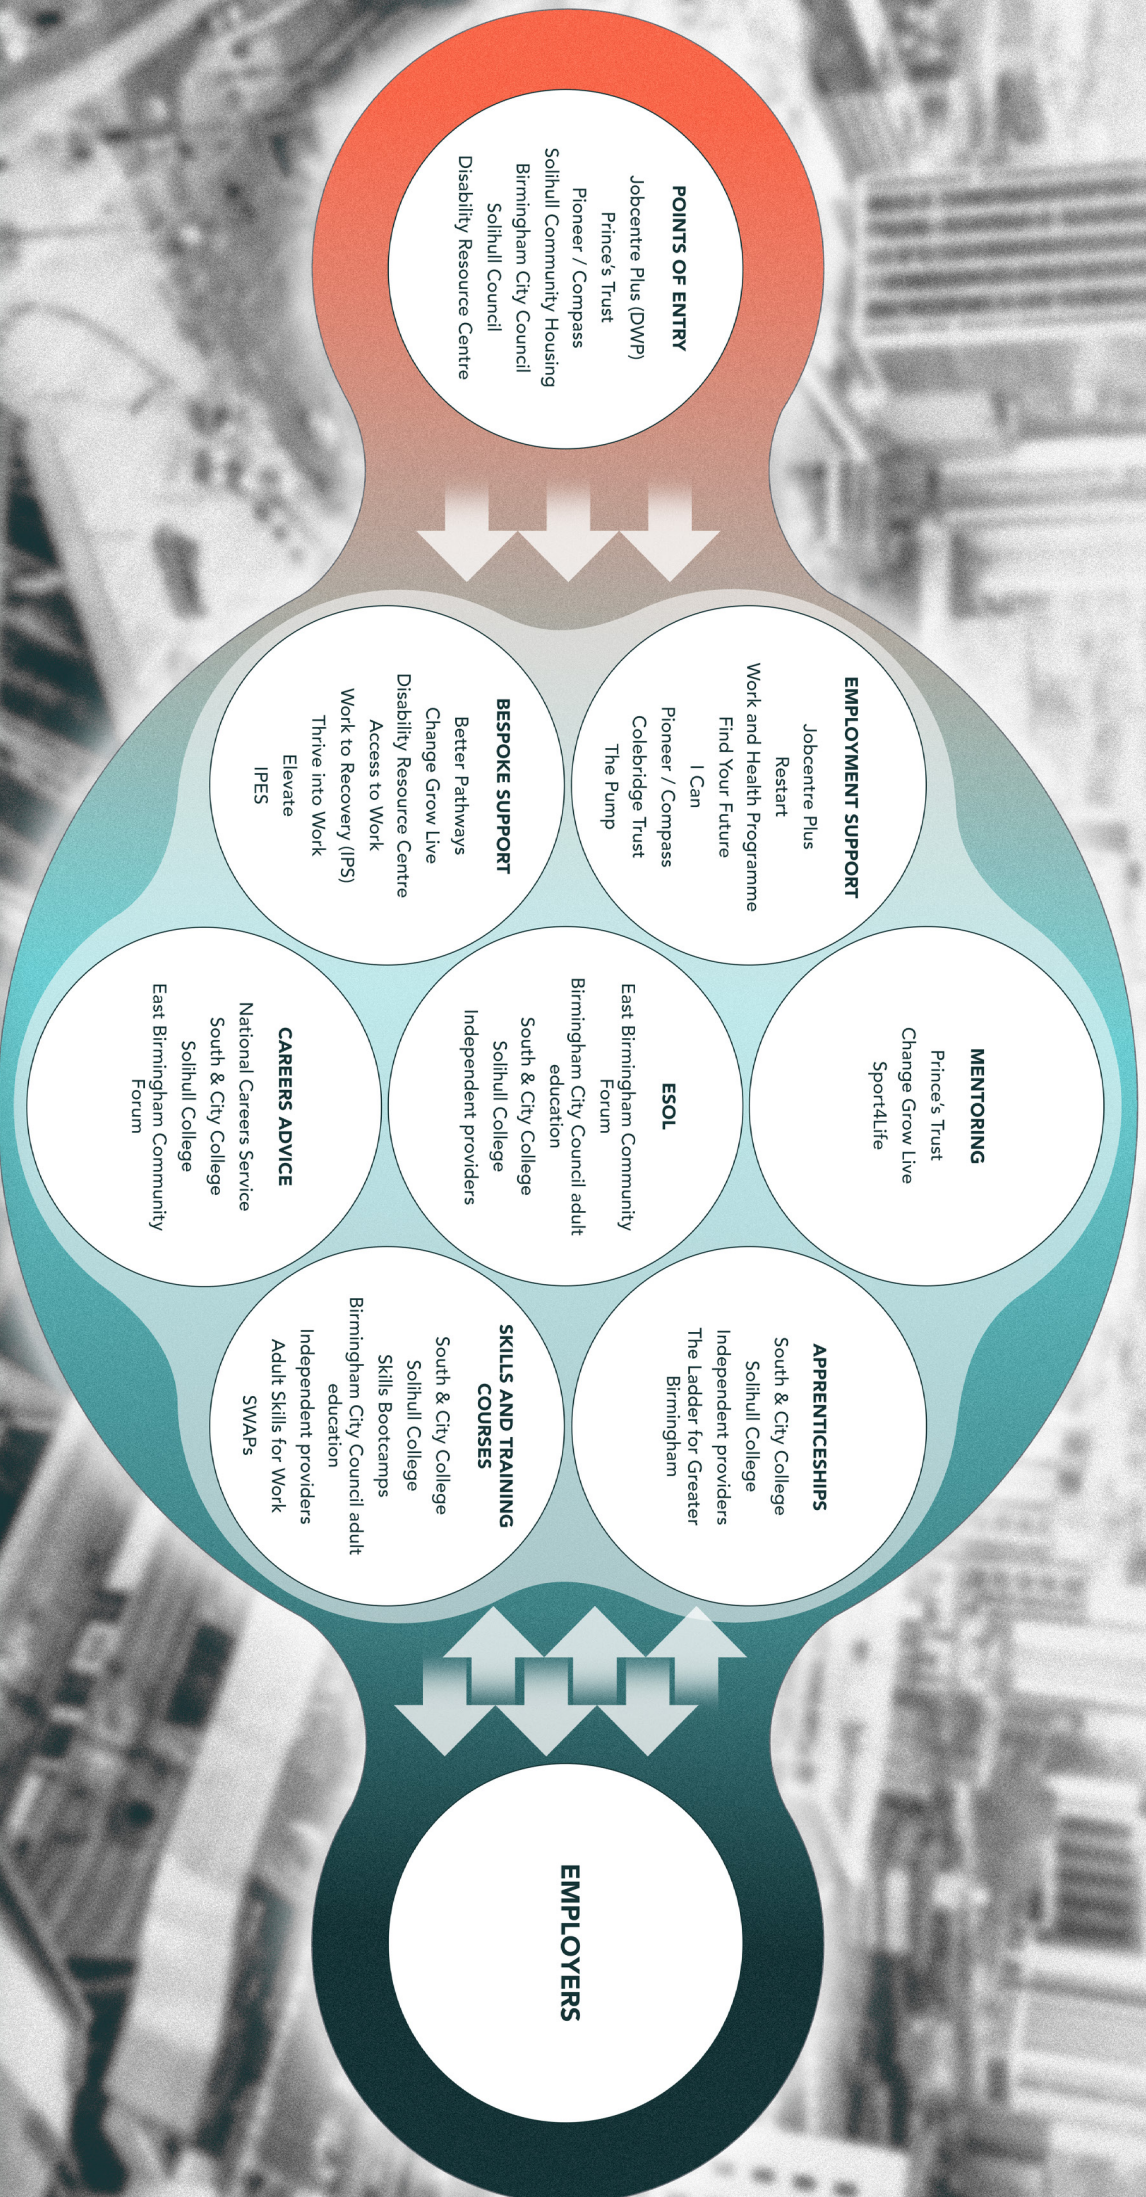 POINTS OF ENTRY
Jobcentre Plus (DWP)
Prince's Trust
Pioneer / Compass
Solihull Community Housing
Birmingham City Council
Solihull Council
Disability Resource Centre
EMPLOYMENT SUPPORT
Jobcentre Plus
Restart
Work and Health Programme
Find Your Future
I Can
Pioneer / Compass
Colebridge Trust
The Pump
BESPOKE SUPPORT
Better Pathways
Change Grow Live
Disability Resource Centre
Access to Work
Work to Recovery (IPS)
Thrive into Work
Elevate
IPES
MENTORING
Prince's Trust
Change Grow Live
Sport4Life
ESOL
East Birmingham Community
Forum
Birmingham City Council adult
education
South & City College
Solihull College
Independent providers
CAREERS ADVICE
National Careers Service
South & City College
Solihull College
East Birmingham Community
Forum
APPRENTICESHIPS
South & City College
Solihull College
Independent providers
The Ladder for Greater
Birmingham
SKILLS AND TRAINING
COURSES
South & City College
Solihull College
Skills Bootcamps
Birmingham City Council adult
education
Independent providers
Adult Skills for Work
SWAPs
EMPLOYERS